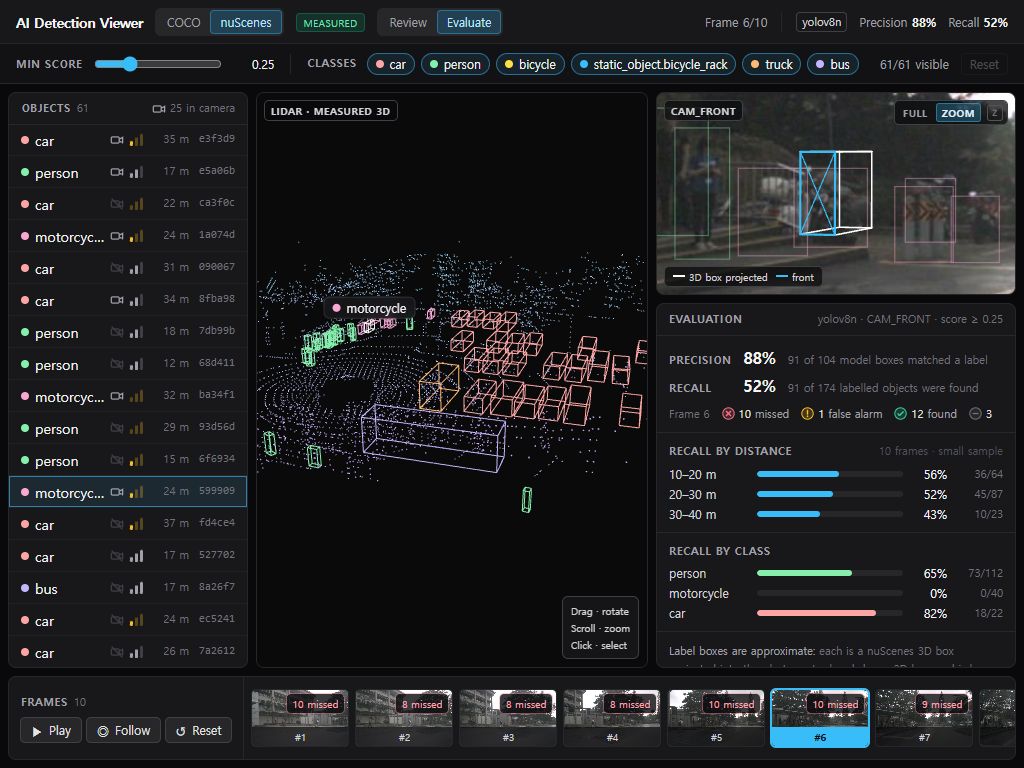 AI Detection Viewer COCO nuScenes MEASURED Review Evaluate Frame 6/10 yolov8n Precision 88% Recall 52%
MIN SCORE 0.25 CLASSES car person bicycle static_object.bicycle_rack truck bus 61/61 visible Reset
OBJECTS 61 25 in camera
car 35 m e3f3d9
person 17 m e5a06b
car 22 m ca3f0c
motorcyc... 24 m 1a074d
car 31 m 090067
car 34 m 8fba98
person 18 m 7db99b
person 12 m 68d411
motorcyc... 32 m ba34f1
person 29 m 93d56d
person 15 m 6f6934
motorcyc... 24 m 599909
car 37 m fd4ce4
car 17 m 527702
bus 17 m 8a26f7
car 24 m ec5241
car 26 m 7a2612
LIDAR · MEASURED 3D
motorcycle
Drag · rotate
Scroll · zoom
Click · select
CAM_FRONT FULL ZOOM Z
3D box projected front
EVALUATION yolov8n · CAM_FRONT · score ≥ 0.25
PRECISION 88% 91 of 104 model boxes matched a label
RECALL 52% 91 of 174 labelled objects were found
Frame 6 10 missed 1 false alarm 12 found 3
RECALL BY DISTANCE 10 frames · small sample
10–20 m 56% 36/64
20–30 m 52% 45/87
30–40 m 43% 10/23
RECALL BY CLASS
person 65% 73/112
motorcycle 0% 0/40
car 82% 18/22
Label boxes are approximate: each is a nuScenes 3D box
FRAMES 10
Play Follow Reset
10 missed #1
8 missed #2
8 missed #3
8 missed #4
10 missed #5
10 missed #6
9 missed #7